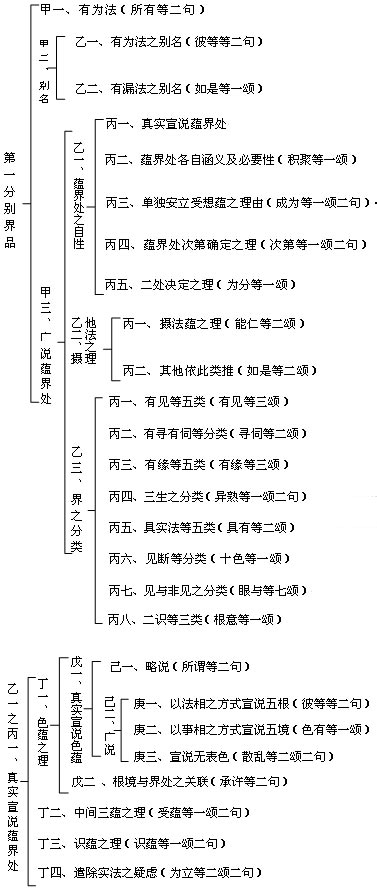 第一分别界品
甲一、有为法（所有等二句）
甲二、别名
乙一、有为法之别名（彼等等二句）
乙二、有漏法之别名（如是等一颂）
甲三、广说蕴界处
乙一、蕴界处之自性
丙一、真实宣说蕴界处
丙二、蕴界处各自涵义及必要性（积聚等一颂）
丙三、单独安立受想蕴之理由（成为等一颂二句）
丙四、蕴界处次第确定之理（次第等一颂二句）
丙五、二处决定之理（为分等一颂）
乙二、摄他法之理
丙一、摄法蕴之理（能仁等二颂）
丙二、其他依此类推（如是等二颂）
乙三、界之分类
丙一、有见等五类（有见等三颂）
丙二、有寻有伺等分类（寻伺等二颂）
丙三、有缘等五类（有缘等三颂）
丙四、三生之分类（异熟等一颂二句）
丙五、具实法等五类（具有等二颂）
丙六、见断等分类（十色等一颂）
丙七、见与非见之分类（眼与等七颂）
丙八、二识等三类（根意等一颂）
乙一之丙一、真实宣说蕴界处
丁一、色蕴之理
戊一、真实宣说色蕴
己一、略说（所谓等二句）
己二、广说
庚一、以法相之方式宣说五根（彼等等二句）
庚二、以事相之方式宣说五境（色有等一颂）
庚三、宣说无表色（散乱等二颂二句）
戊二、根境与界处之关联（承许等二句）
丁二、中间三蕴之理（受蕴等一颂二句）
丁三、识蕴之理（识蕴等一颂二句）
丁四、遣除实法之疑虑（为立等二颂二句）